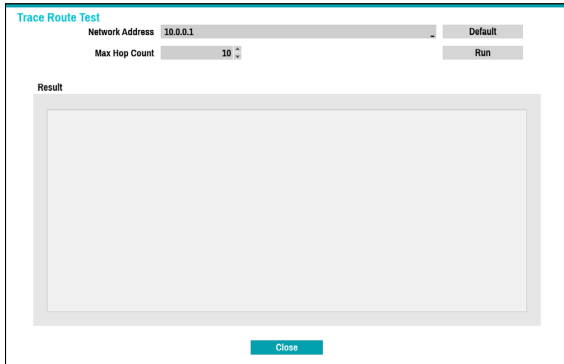 Trace Route Test
Network Address 10.0.0.1 Default
Max Hop Count 10 Run
Result
Close